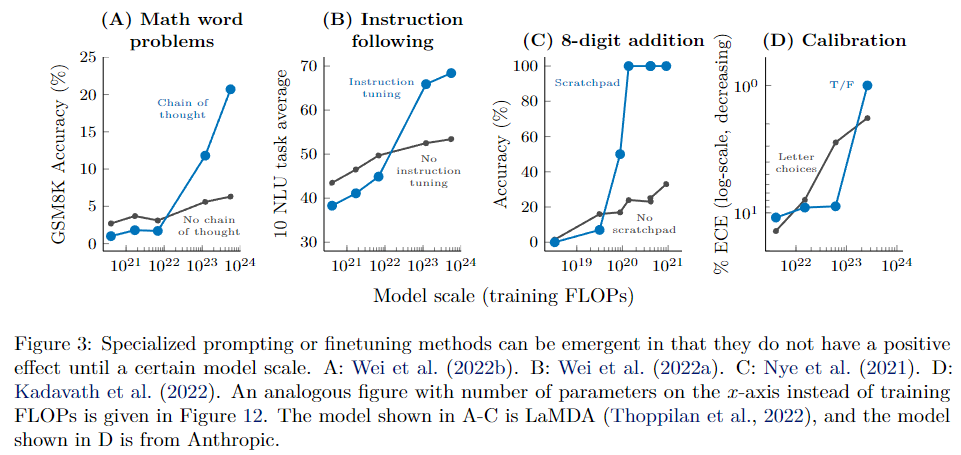 (A) Math word
problems
(B) Instruction
following
(C) 8-digit addition
(D) Calibration
GSM8K Accuracy (%)
25
20
15
10
5
0
Chain of
thought
No chain
of thought
10^21
10^22
10^23
10^24
10 NLU task average
70
60
50
40
30
Instruction
tuning
No
instruction
tuning
10^21
10^22
10^23
10^24
Accuracy (%)
100
80
60
40
20
0
Scratchpad
No
scratchpad
10^19
10^20
10^21
% ECE (log-scale, decreasing)
10^0
10^1
T/F
Letter
choices
10^22
10^23
10^24
Model scale (training FLOPs)
Figure 3: Specialized prompting or finetuning methods can be emergent in that they do not have a positive
effect until a certain model scale. A: Wei et al. (2022b). B: Wei et al. (2022a). C: Nye et al. (2021). D:
Kadavath et al. (2022). An analogous figure with number of parameters on the x-axis instead of training
FLOPs is given in Figure 12. The model shown in A-C is LaMDA (Thoppilan et al., 2022), and the model
shown in D is from Anthropic.